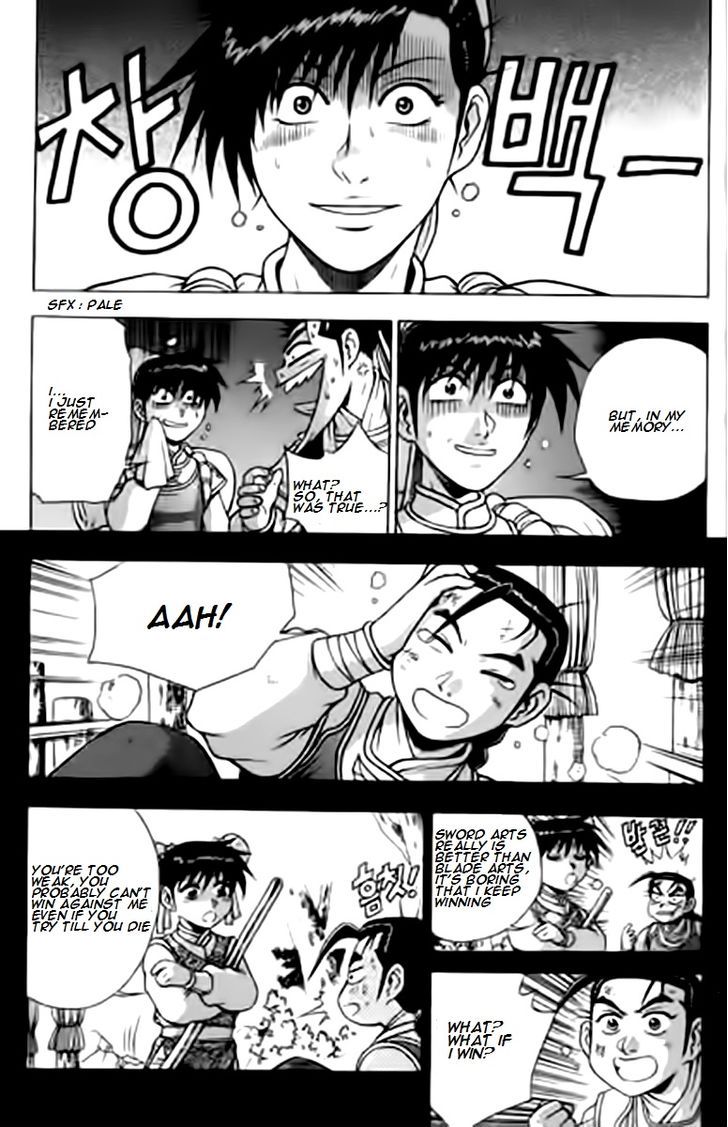 창
백—
SFX : PALE
BUT, IN MY
MEMORY...
WHAT?
SO, THAT
WAS TRUE...?
I...
I JUST
REMEM-
BERED
AAH!
발끈!!
SWORD ARTS
REALLY IS
BETTER THAN
BLADE ARTS,
IT'S BORING
THAT I KEEP
WINNING
흠칫!
YOU'RE TOO
WEAK, YOU
PROBABLY CAN'T
WIN AGAINST ME
EVEN IF YOU
TRY TILL YOU DIE
WHAT?
WHAT IF
I WIN?